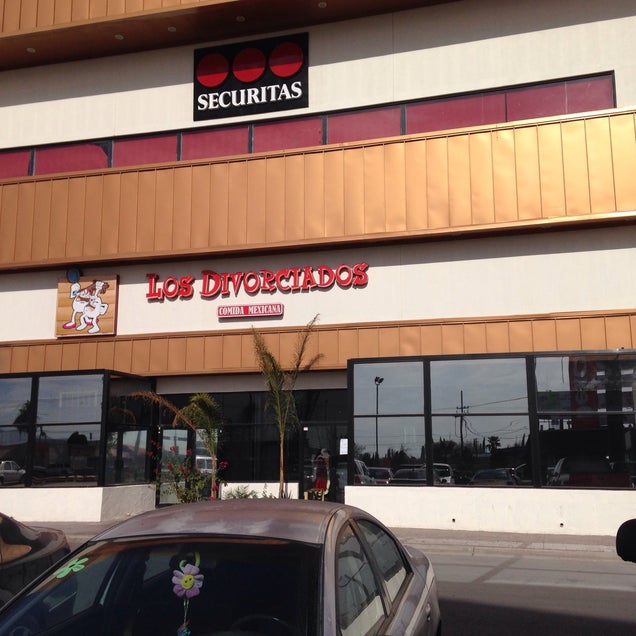 SECURITAS
LOS DIVORCIADOS
COMIDA MEXICANA